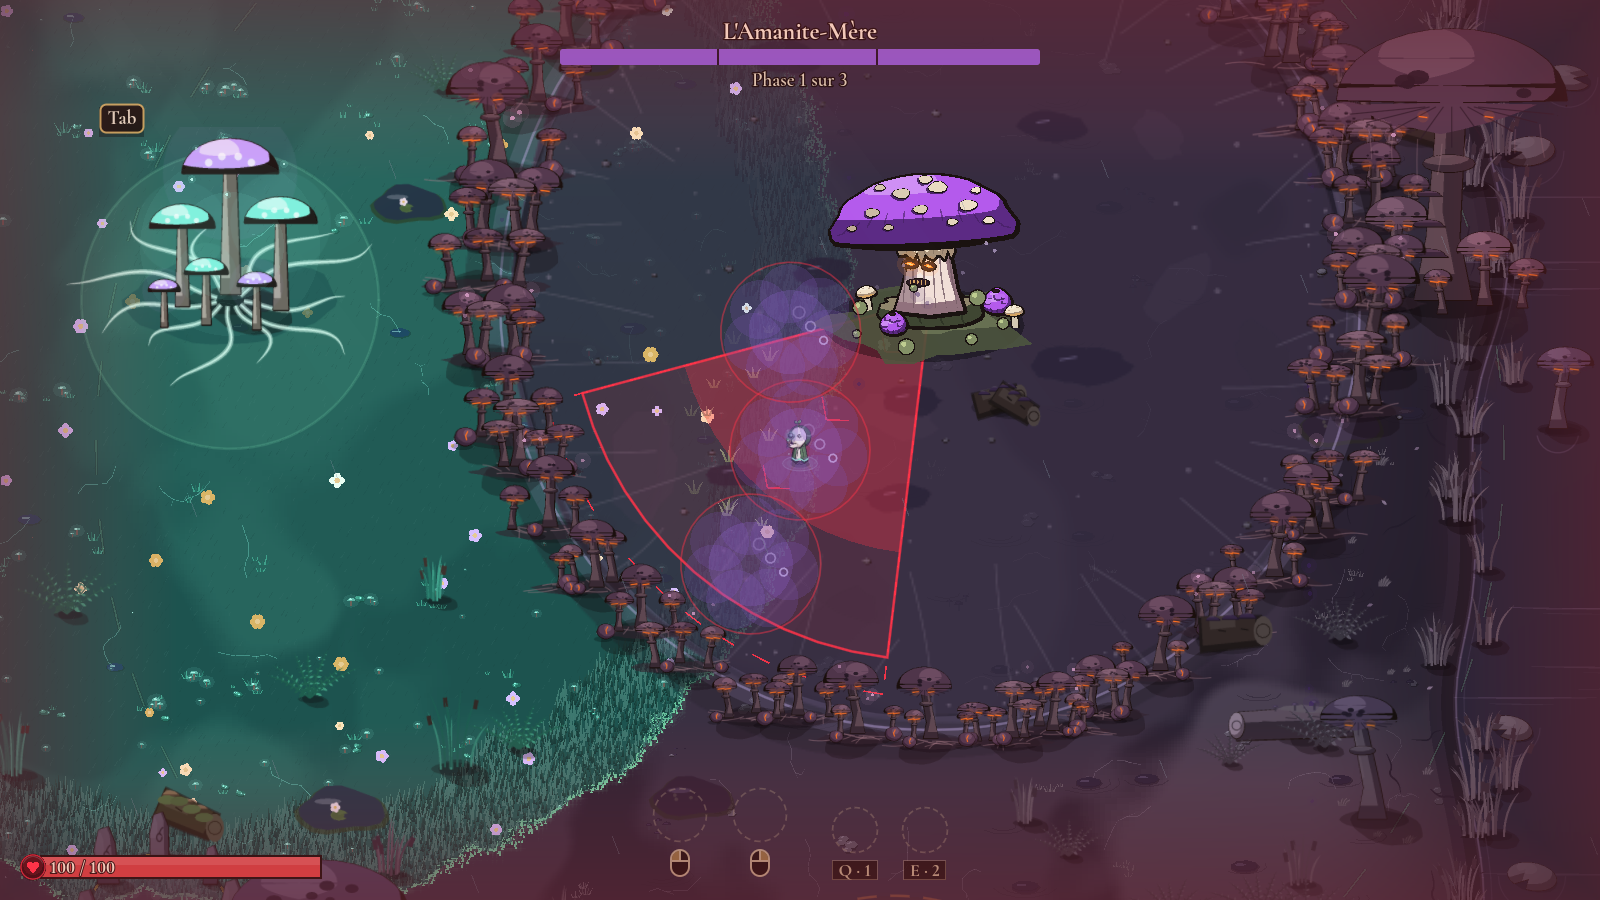 L'Amanite-Mère
Phase 1 sur 3
Tab
100 / 100
Q · 1
E · 2